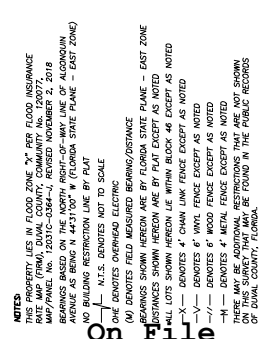 NOTES:
THIS PROPERTY LIES IN FLOOD ZONE "X" PER FLOOD INSURANCE
RATE MAP (FIRM), DUVAL COUNTY, COMMUNITY No. 120077,
MAP/PANEL No. 12031C-0364-J, REVISED NOVEMBER 2, 2018
BEARINGS BASED ON THE NORTH RIGHT-OF-WAY LINE OF ALGONQUIN
AVENUE AS BEING N 44°31'00" W (FLORIDA STATE PLANE - EAST ZONE)
NO BUILDING RESTRICTION LINE BY PLAT
N.T.S. DENOTES NOT TO SCALE
OHE DENOTES OVERHEAD ELECTRIC
(M) DENOTES FIELD MEASURED BEARING/DISTANCE
BEARINGS SHOWN HEREON ARE BY FLORIDA STATE PLANE - EAST ZONE
DISTANCES SHOWN HEREON ARE BY PLAT EXCEPT AS NOTED
ALL LOTS SHOWN HEREON LIE WITHIN BLOCK 46 EXCEPT AS NOTED
—X— DENOTES 4' CHAIN LINK FENCE EXCEPT AS NOTED
DENOTES 6' VINYL FENCE EXCEPT AS NOTED
—//— DENOTES 6' WOOD FENCE EXCEPT AS NOTED
—M— DENOTES 4' METAL FENCE EXCEPT AS NOTED
THERE MAY BE ADDITIONAL RESTRICTIONS THAT ARE NOT SHOWN
ON THIS SURVEY THAT MAY BE FOUND IN THE PUBLIC RECORDS
OF DUVAL COUNTY, FLORIDA.
On File